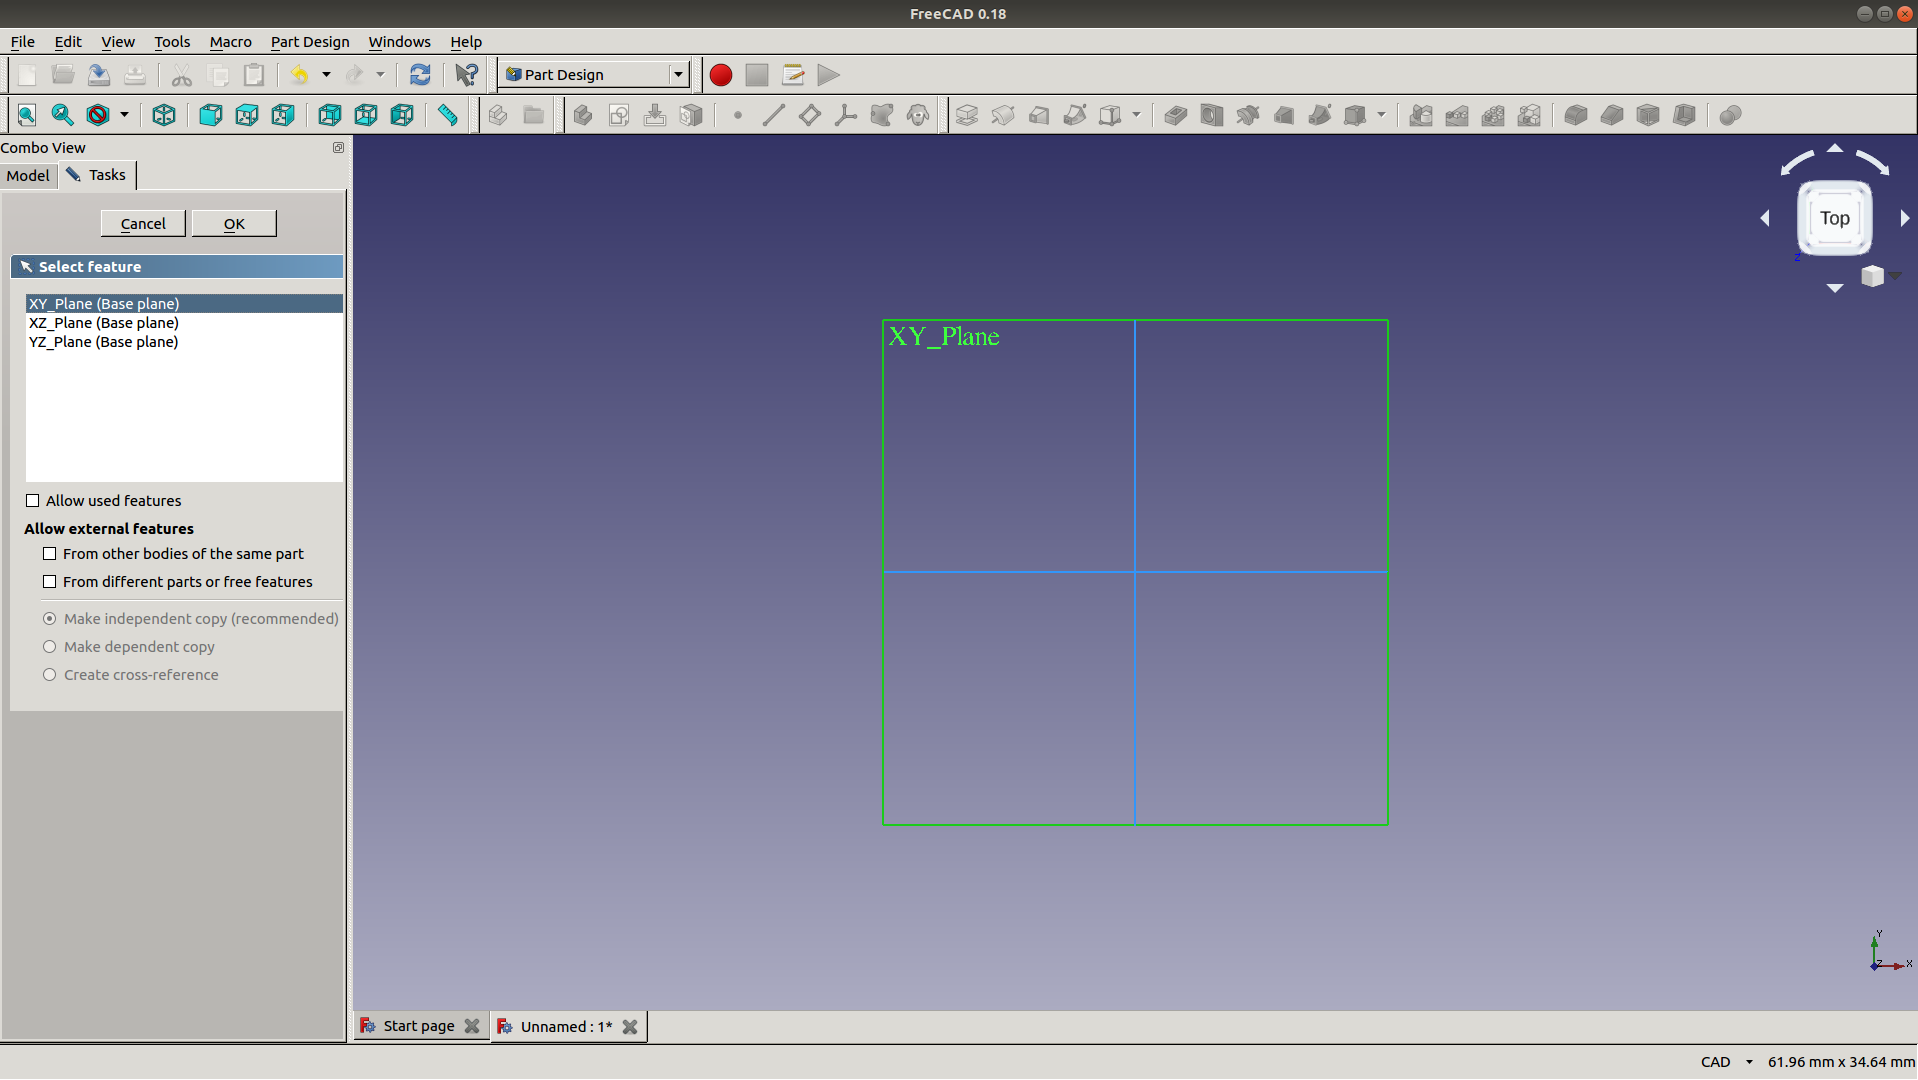 FreeCAD 0.18
File Edit View Tools Macro Part Design Windows Help
Part Design
Combo View
Model Tasks
Cancel OK
Select feature
XY_Plane (Base plane)
XZ_Plane (Base plane)
YZ_Plane (Base plane)
Allow used features
Allow external features
From other bodies of the same part
From different parts or free features
Make independent copy (recommended)
Make dependent copy
Create cross-reference
XY_Plane
Top
Z
Y
Z X
Start page Unnamed : 1*
CAD 61.96 mm x 34.64 mm